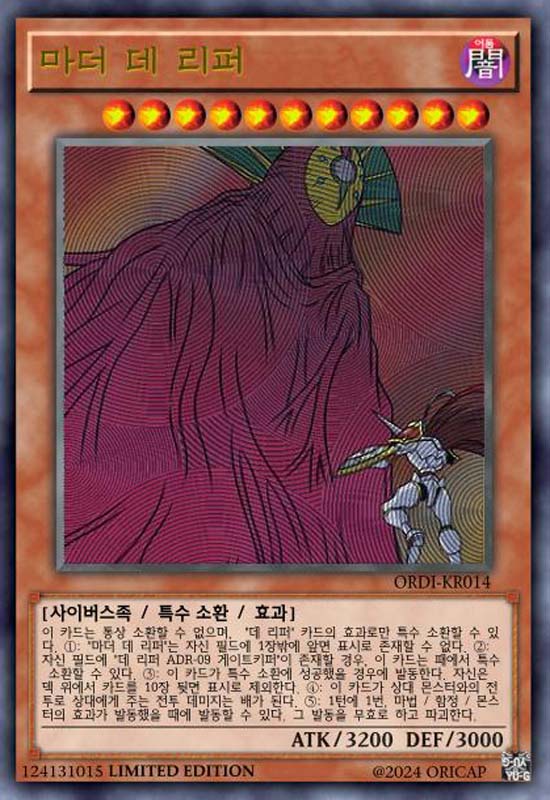 마더 데 리퍼
어둠
闇
ORDI-KR014
[사이버스족 / 특수 소환 / 효과]
이 카드는 통상 소환할 수 없으며, "데 리퍼" 카드의 효과로만 특수 소환할 수 있
다. ①: "마더 데 리퍼"는 자신 필드에 1장밖에 앞면 표시로 존재할 수 없다. ②:
자신 필드에 "데 리퍼 ADR-09 게이트키퍼"이 존재할 경우, 이 카드는 패에서 특수
소환할 수 있다. ③: 이 카드가 특수 소환에 성공했을 경우에 발동한다. 자신은
덱 위에서 카드를 10장 뒷면 표시로 제외한다. ④: 이 카드가 상대 몬스터와의 전
투로 상대에게 주는 전투 데미지는 배가 된다. ⑤: 1턴에 1번, 마법 / 함정 / 몬스
터의 효과가 발동했을 때에 발동할 수 있다. 그 발동을 무효로 하고 파괴한다.
ATK/3200 DEF/3000
124131015 LIMITED EDITION
©2024 ORICAP